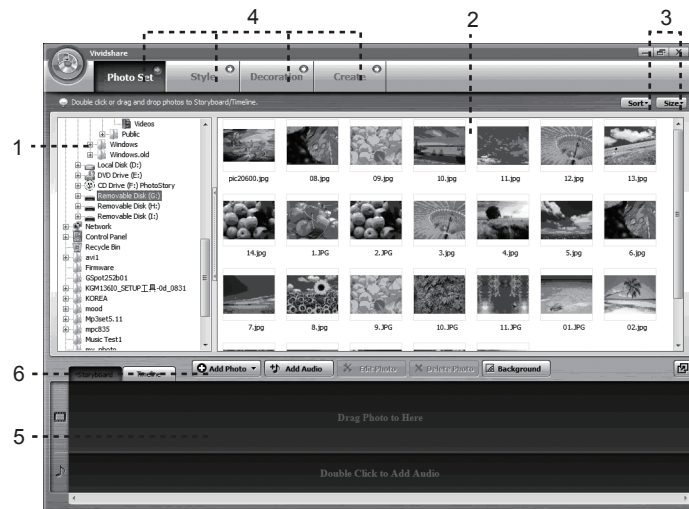 4
2
3
Vividshare
Photo Set
Style
Decoration
Create
Double click or drag and drop photos to Storyboard/Timeline.
Sort
Size
1
Videos
Public
Windows
Windows.old
Local Disk (D:)
DVD Drive (E:)
CD Drive (F:) PhotoStory
Removable Disk (G:)
Removable Disk (H:)
Removable Disk (I:)
Network
Control Panel
Recycle Bin
avi1
Firmware
GSpot252b01
KGM136I0_SETUP工具-0d_0831
KOREA
mood
Mp3set5.11
mpc835
Music Test1
my_photo
pic20600.jpg
08.jpg
09.jpg
10.jpg
11.jpg
12.jpg
13.jpg
14.jpg
1.JPG
2.JPG
3.jpg
4.jpg
5.jpg
6.jpg
7.jpg
8.jpg
9.JPG
10.JPG
11.JPG
01.JPG
02.jpg
6
Storyboard
Timeline
Add Photo
Add Audio
Edit Photo
Delete Photo
Background
Drag Photo to Here
5
Double Click to Add Audio